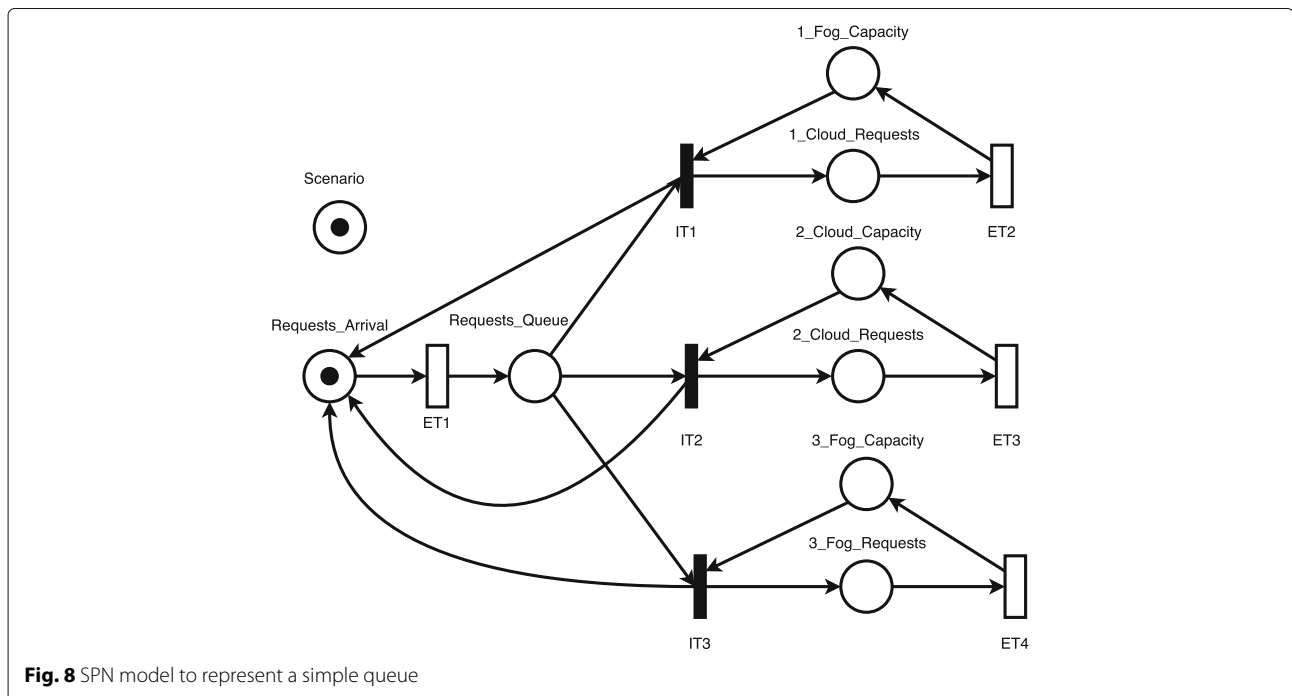 1_Fog_Capacity
1_Cloud_Requests
Scenario
IT1
ET2
2_Cloud_Capacity
Requests_Arrival
Requests_Queue
2_Cloud_Requests
ET1
IT2
ET3
3_Fog_Capacity
3_Fog_Requests
IT3
ET4
Fig. 8 SPN model to represent a simple queue